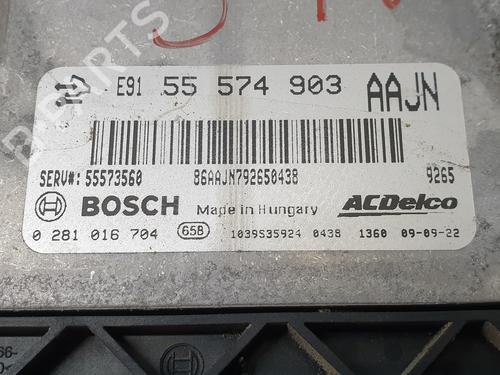 E91 55 574 903 AAJN
SERV#: 55573560 86AAJN792650438 9265
BOSCH Made in Hungary ACDelco
0 281 016 704 658 1039S35924 0438 1360 09-09-22